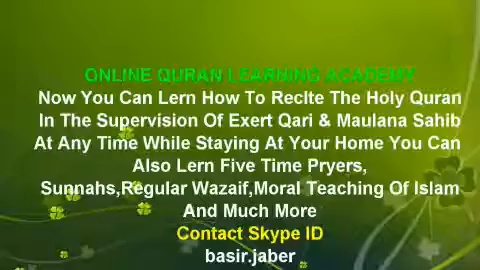 ONLINE QURAN LEARNING ACADEMY
Now You Can Lern How To RecIte The Holy Quran
In The Supervision Of Exert Qari & Maulana Sahib
At Any Time While Staying At Your Home You Can
Also Lern Five Time Pryers,
Sunnahs,Regular Wazaif,Moral Teaching Of Islam
And Much More
Contact Skype ID
basir.jaber